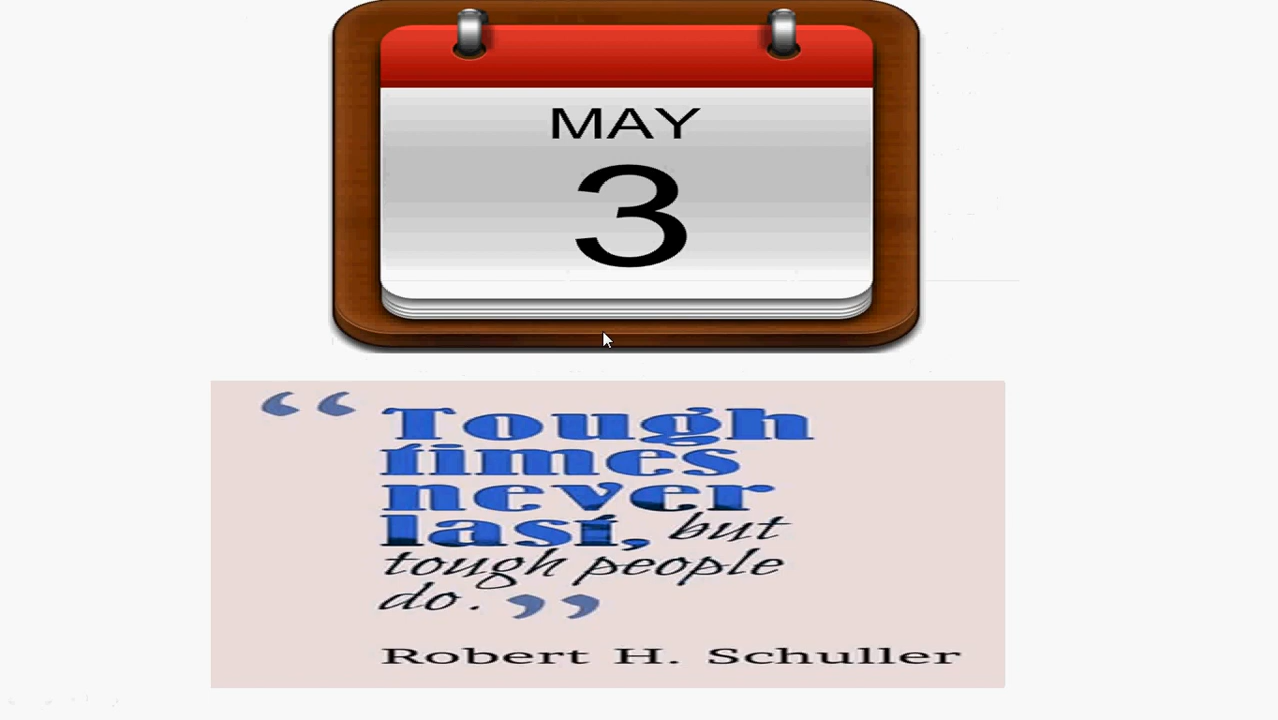 MAY
3
“ Tough
times
never
last, but
tough people
do. ”
Robert H. Schuller